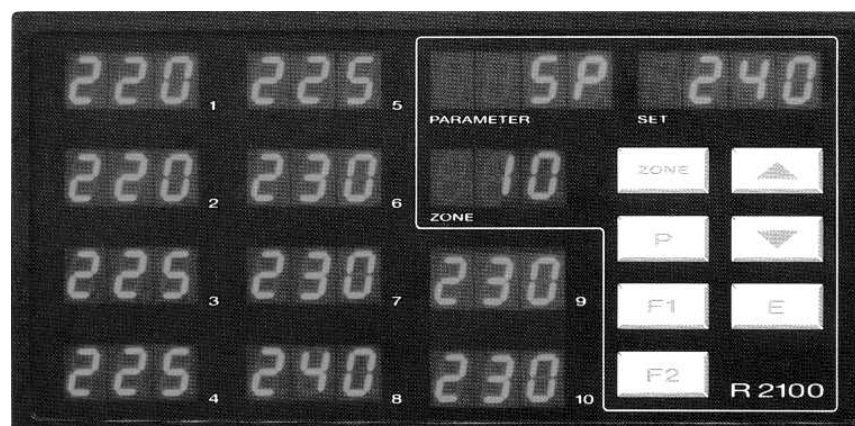 220 1 225 5 SP 240
PARAMETER SET
220 2 230 6 10 ZONE
ZONE
P
225 3 230 7 230 9
F1 E
225 4 240 8 230 10
F2 R 2100